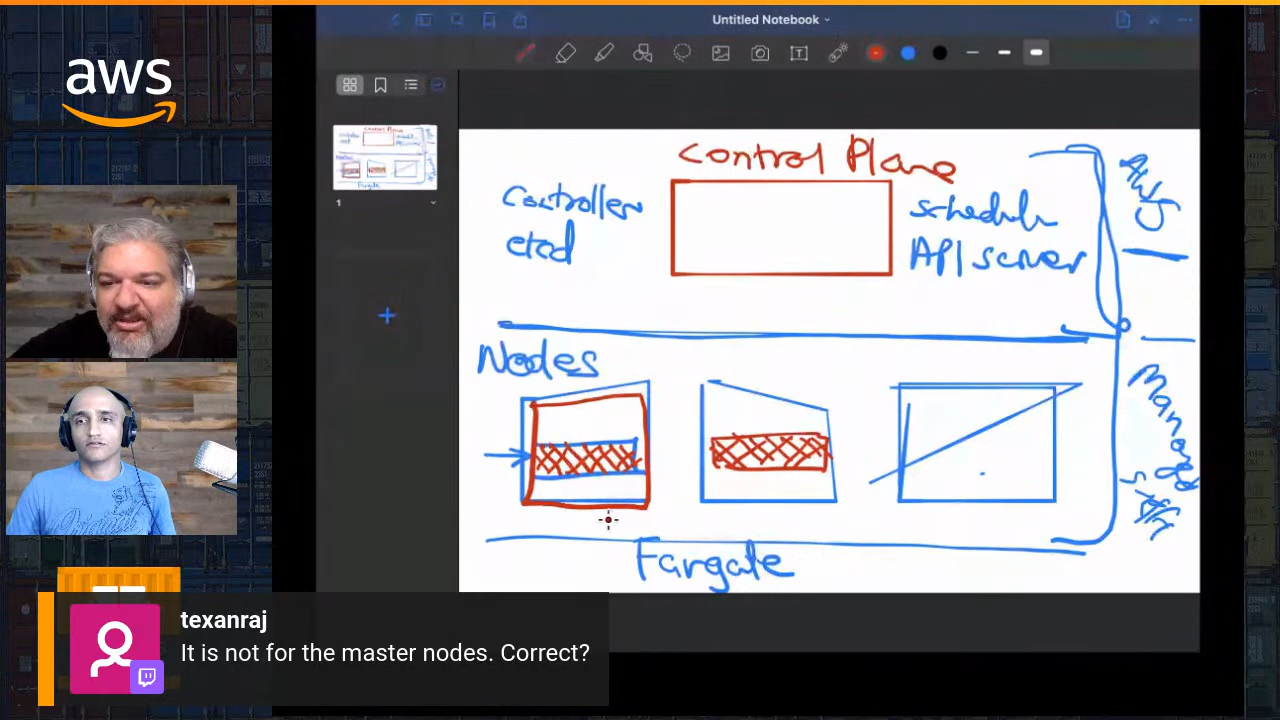 aws
Untitled Notebook
Control Plane
Controller
etcd
API server
AWS
Nodes
Managed
Fargate
1
texanraj
It is not for the master nodes. Correct?